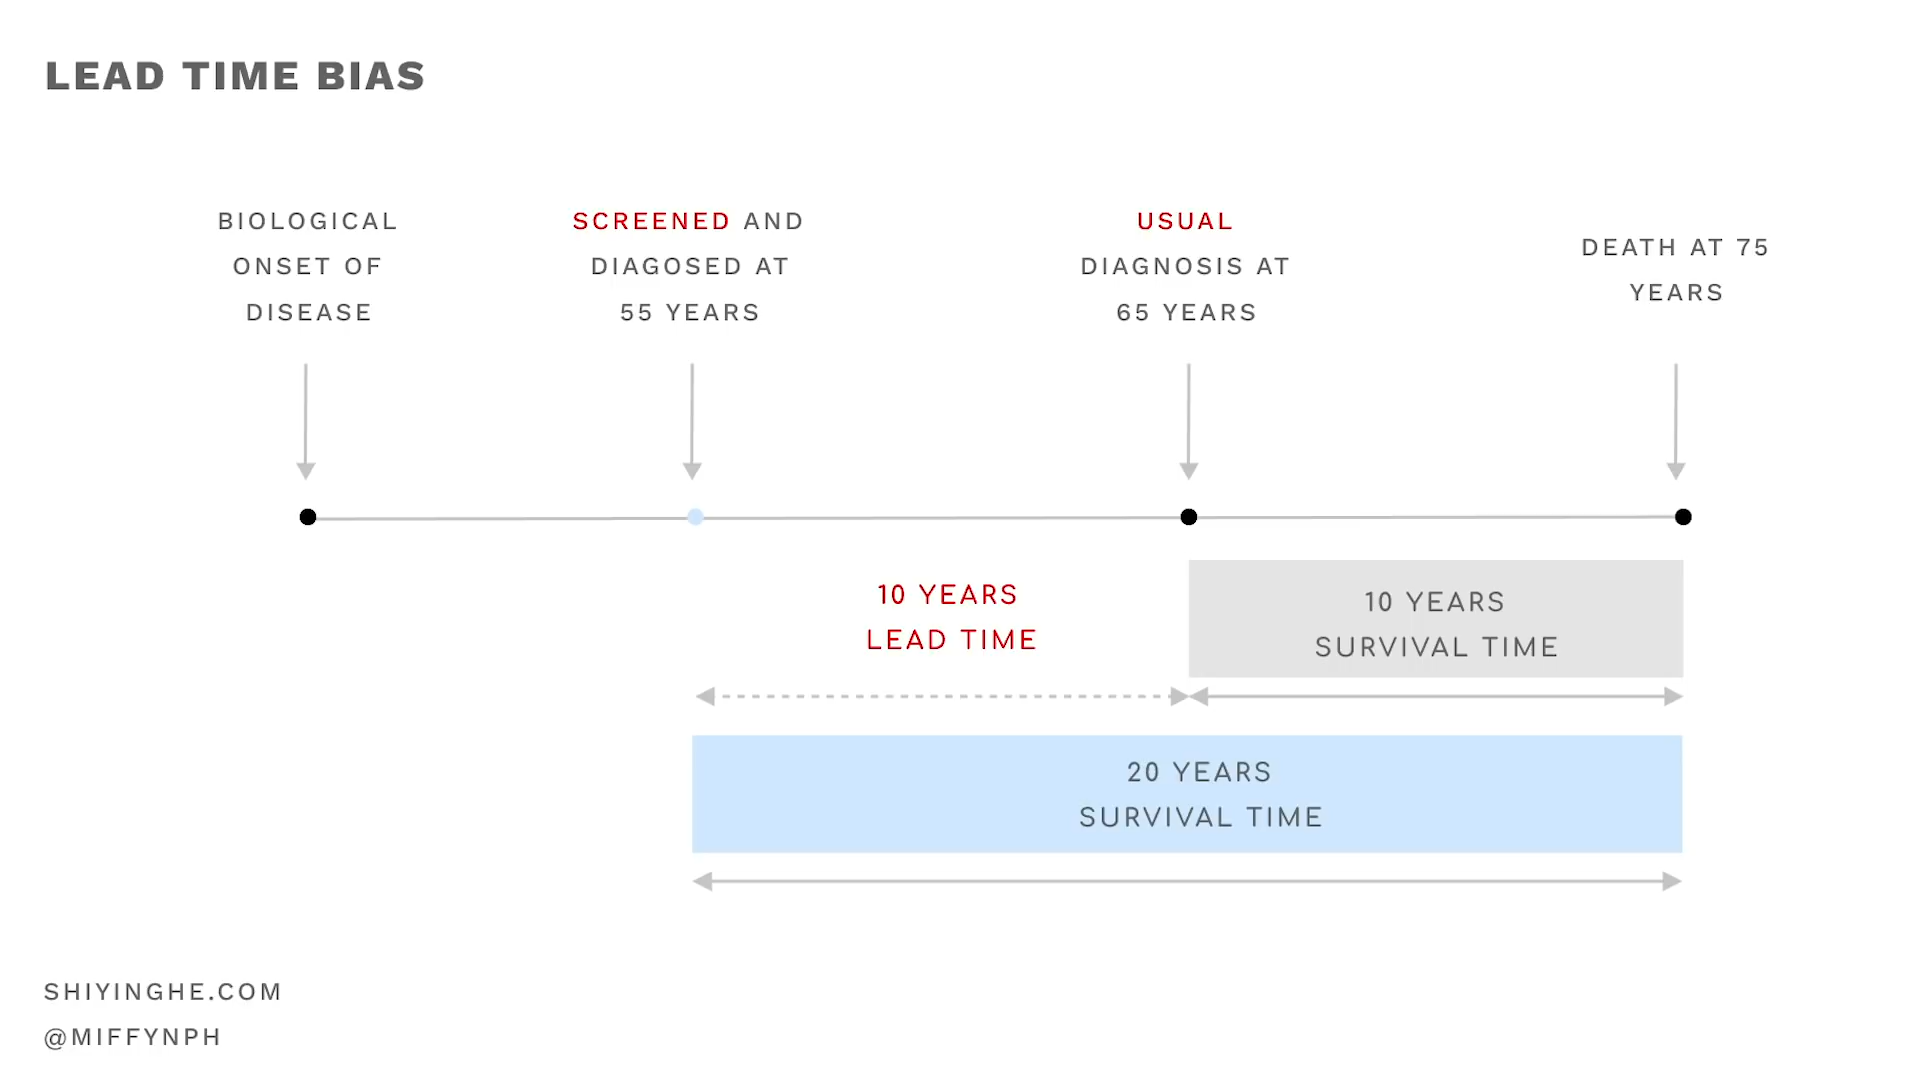 LEAD TIME BIAS
BIOLOGICAL
ONSET OF
DISEASE
SCREENED AND
DIAGOSED AT
55 YEARS
USUAL
DIAGNOSIS AT
65 YEARS
DEATH AT 75
YEARS
10 YEARS
LEAD TIME
10 YEARS
SURVIVAL TIME
20 YEARS
SURVIVAL TIME
SHIYINGHE.COM
@MIFFYNPH